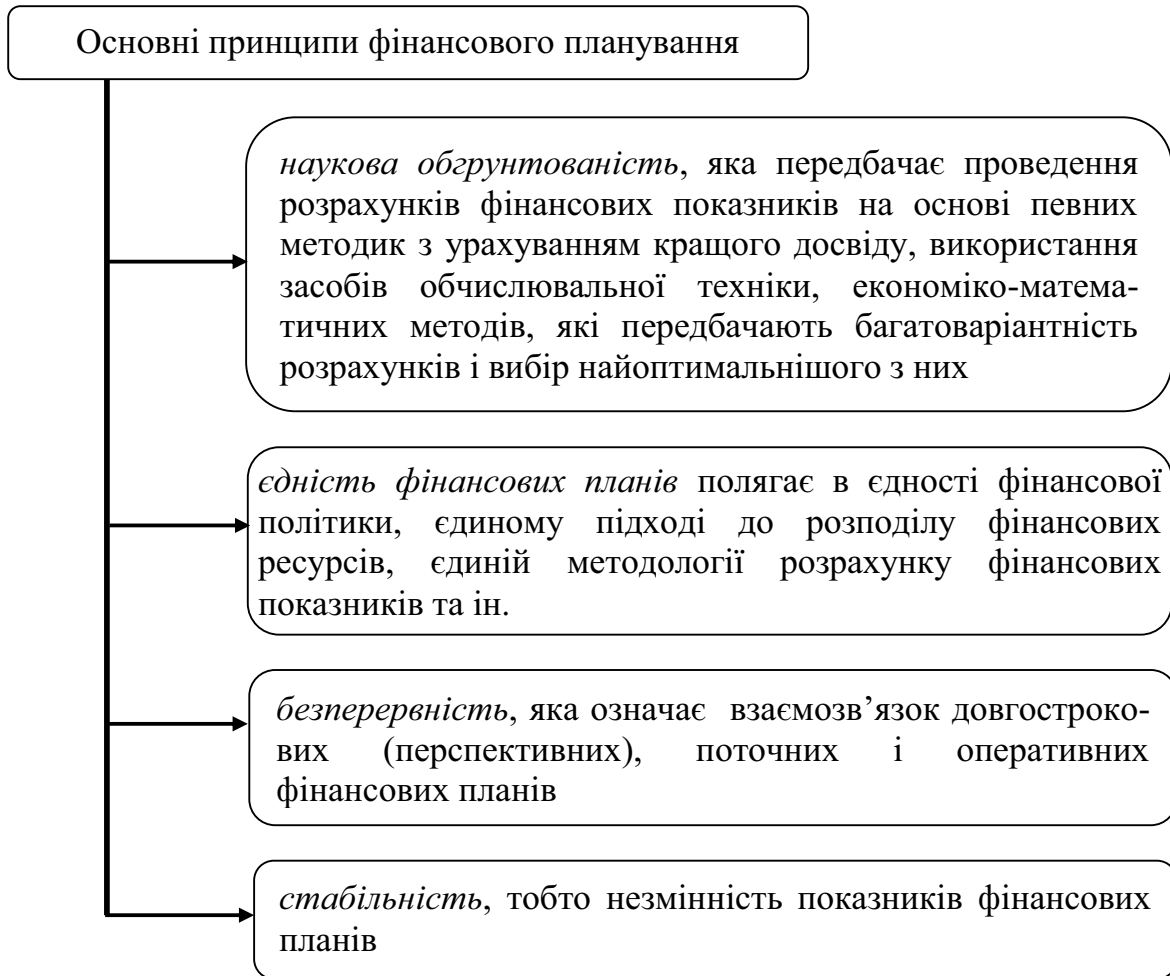 Основні принципи фінансового планування
наукова обгрунтованість, яка передбачає проведення
розрахунків фінансових показників на основі певних
методик з урахуванням кращого досвіду, використання
засобів обчислювальної техніки, економіко-матема-
тичних методів, які передбачають багатоваріантність
розрахунків і вибір найоптимальнішого з них
єдність фінансових планів полягає в єдності фінансової
політики, єдиному підході до розподілу фінансових
ресурсів, єдиній методології розрахунку фінансових
показників та ін.
безперервність, яка означає взаємозв’язок довгостроко-
вих (перспективних), поточних і оперативних
фінансових планів
стабільність, тобто незмінність показників фінансових
планів